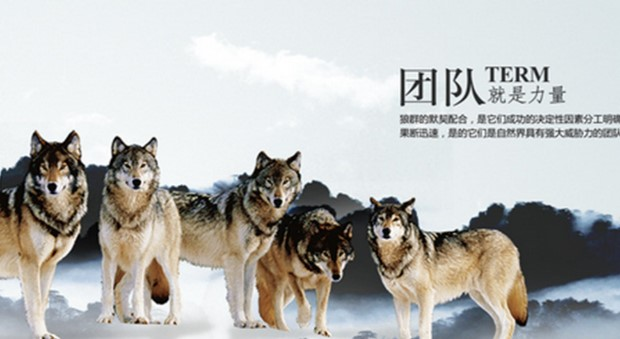 团队 TERM
就是力量
狼群的默契配合，是它们成功的决定性因素分工明确
果断迅速，是的它们是自然界具有强大威胁力的团队